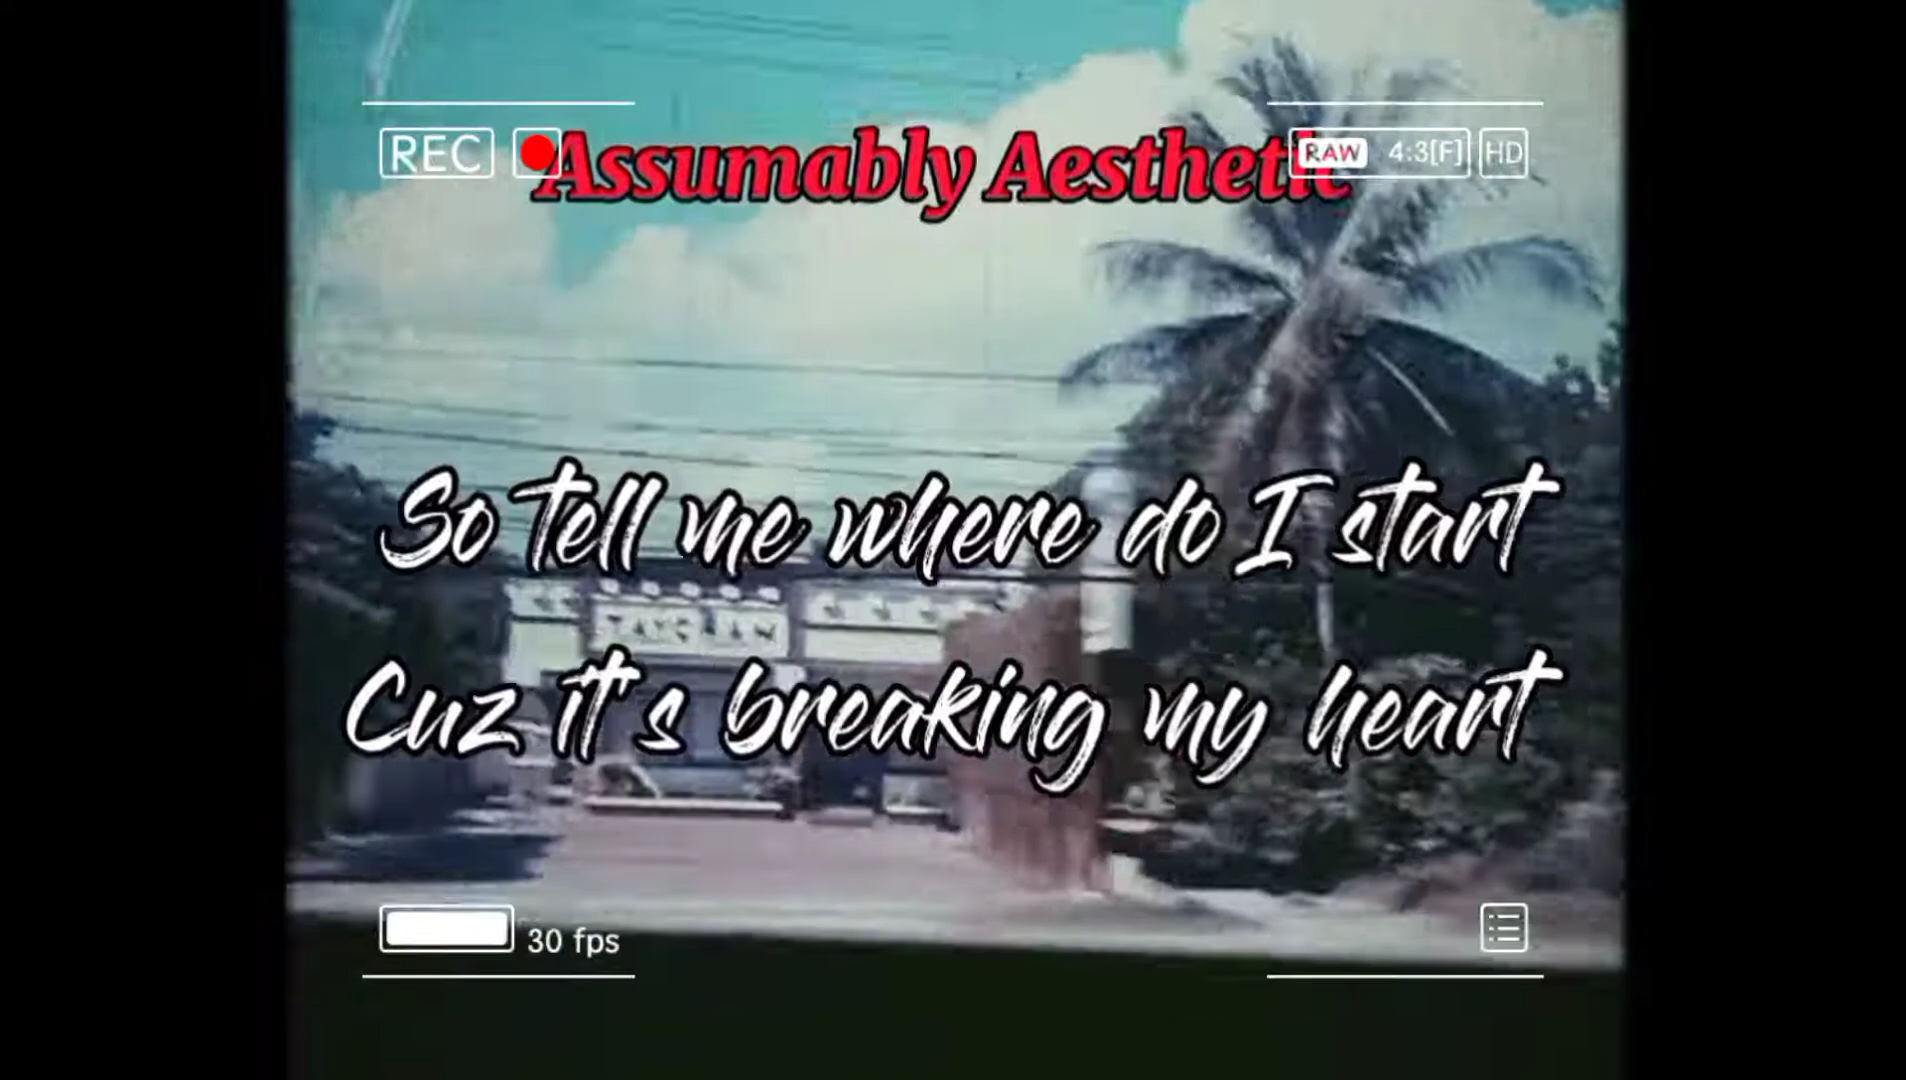 REC
RAW 4:3[F] HD
Assumably Aesthetic
So tell me where do I start
Cuz it's breaking my heart
30 fps